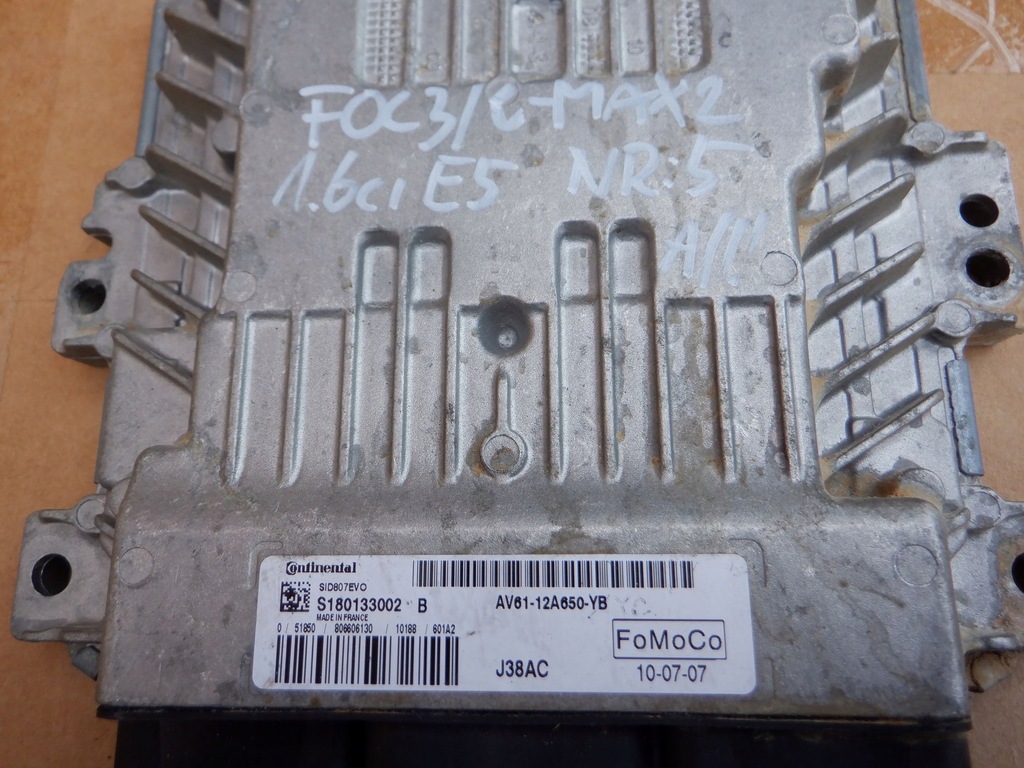 FOC3/C-MAX2
1.6ci E5 NR:5
A///"
Continental
SID807EVO
S180133002 B
MADE IN FRANCE
0 / 51850 / 806606130 / 10188 / 601A2
AV61-12A650-YB
J38AC
FoMoCo
10-07-07